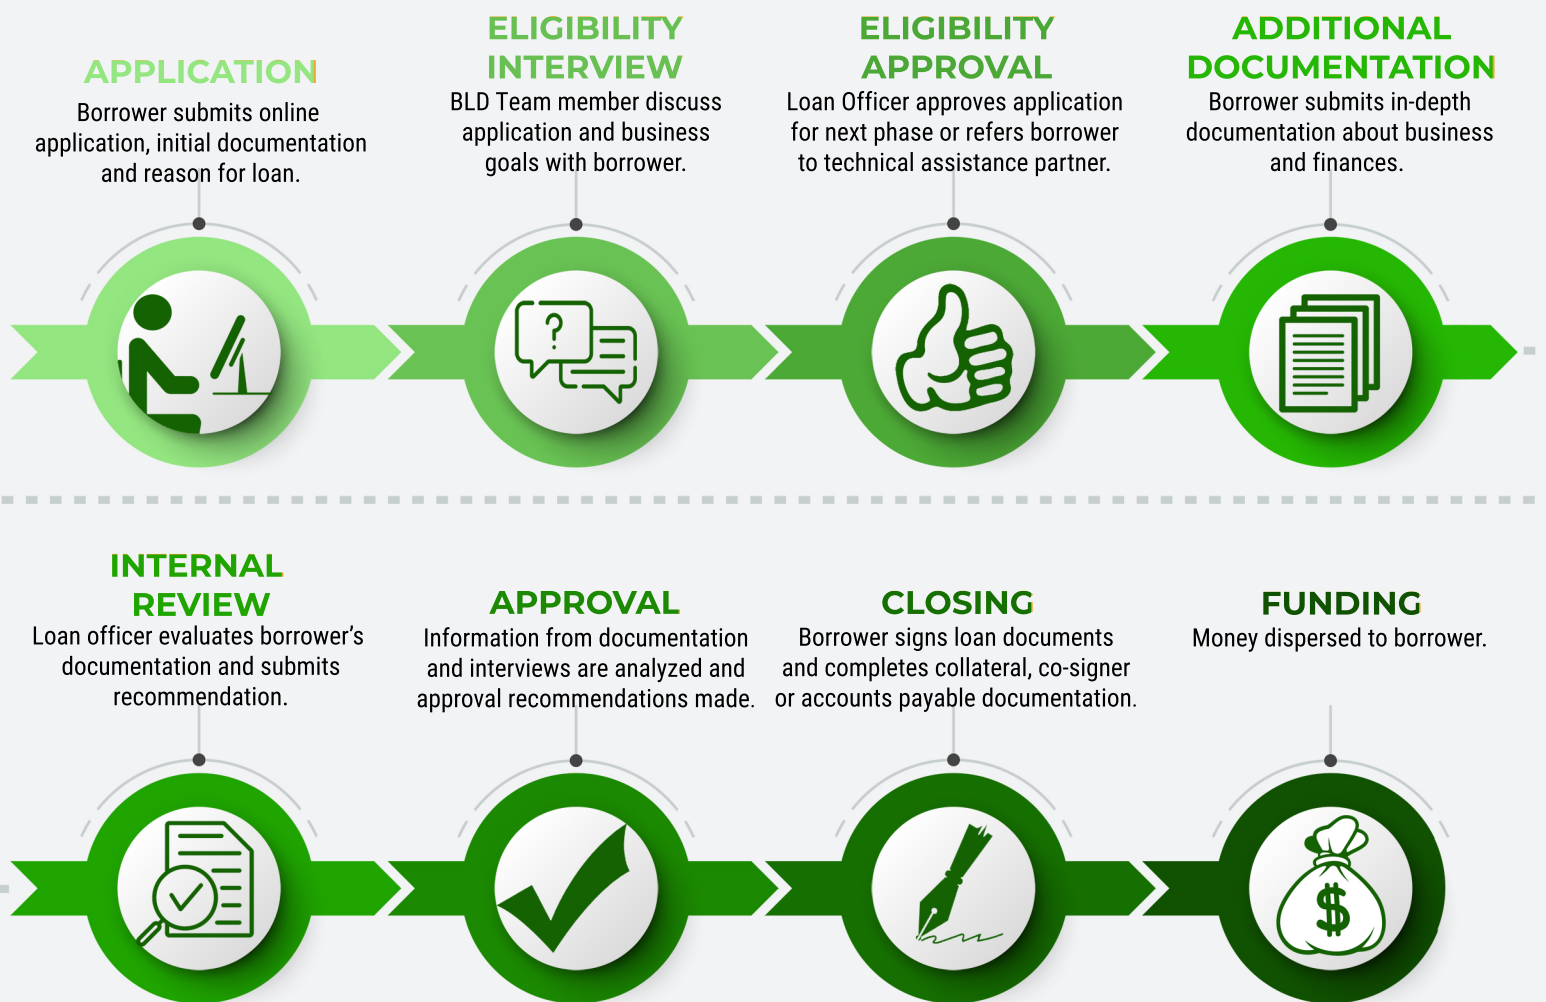 APPLICATION
Borrower submits online
application, initial documentation
and reason for loan.
ELIGIBILITY
INTERVIEW
BLD Team member discuss
application and business
goals with borrower.
?
ELIGIBILITY
APPROVAL
Loan Officer approves application
for next phase or refers borrower
to technical assistance partner.
ADDITIONAL
DOCUMENTATION
Borrower submits in-depth
documentation about business
and finances.
INTERNAL
REVIEW
Loan officer evaluates borrower’s
documentation and submits
recommendation.
APPROVAL
Information from documentation
and interviews are analyzed and
approval recommendations made.
CLOSING
Borrower signs loan documents
and completes collateral, co-signer
or accounts payable documentation.
FUNDING
Money dispersed to borrower.
$